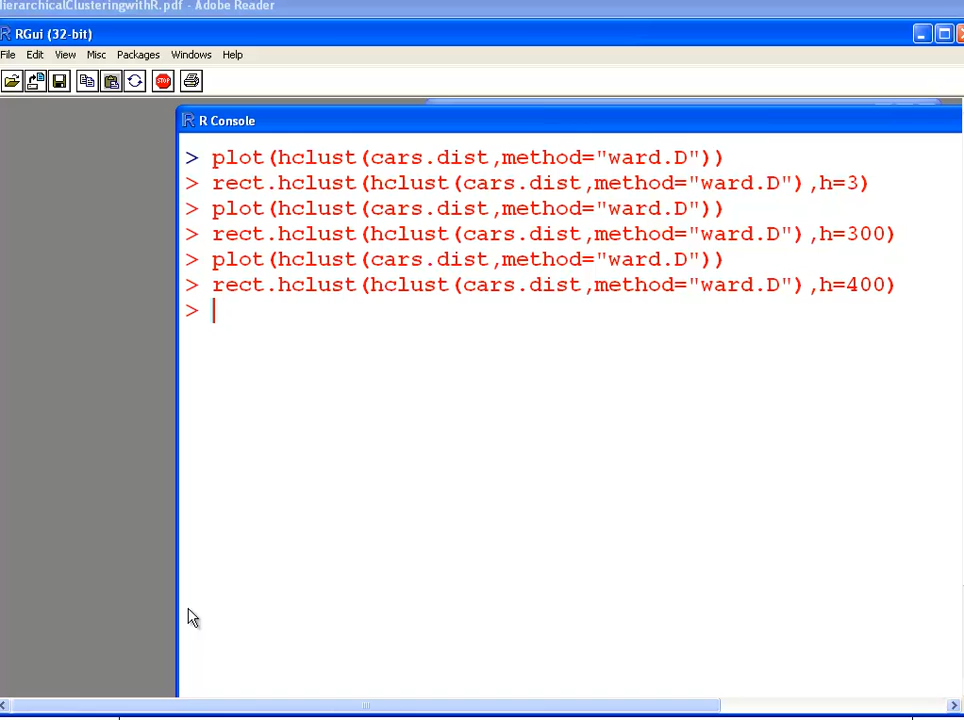 HierarchicalClusteringwithR.pdf - Adobe Reader
RGui (32-bit)
File Edit View Misc Packages Windows Help
STOP
R Console
> plot(hclust(cars.dist,method="ward.D"))
> rect.hclust(hclust(cars.dist,method="ward.D"),h=3)
> plot(hclust(cars.dist,method="ward.D"))
> rect.hclust(hclust(cars.dist,method="ward.D"),h=300)
> plot(hclust(cars.dist,method="ward.D"))
> rect.hclust(hclust(cars.dist,method="ward.D"),h=400)
>